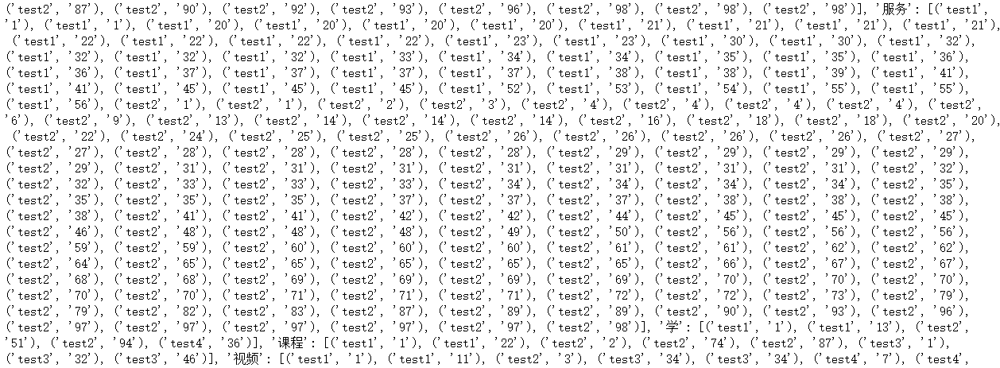 ('test2', '87'), ('test2', '90'), ('test2', '92'), ('test2', '93'), ('test2', '96'), ('test2', '98'), ('test2', '98'), ('test2', '98')], '服务': [('test1',
'1'), ('test1', '1'), ('test1', '20'), ('test1', '20'), ('test1', '20'), ('test1', '20'), ('test1', '21'), ('test1', '21'), ('test1', '21'), ('test1', '21'),
('test1', '22'), ('test1', '22'), ('test1', '22'), ('test1', '22'), ('test1', '23'), ('test1', '23'), ('test1', '30'), ('test1', '30'), ('test1', '32'),
('test1', '32'), ('test1', '32'), ('test1', '32'), ('test1', '33'), ('test1', '34'), ('test1', '34'), ('test1', '35'), ('test1', '35'), ('test1', '36'),
('test1', '36'), ('test1', '37'), ('test1', '37'), ('test1', '37'), ('test1', '37'), ('test1', '38'), ('test1', '38'), ('test1', '39'), ('test1', '41'),
('test1', '41'), ('test1', '45'), ('test1', '45'), ('test1', '45'), ('test1', '52'), ('test1', '53'), ('test1', '54'), ('test1', '55'), ('test1', '55'),
('test1', '56'), ('test2', '1'), ('test2', '1'), ('test2', '2'), ('test2', '3'), ('test2', '4'), ('test2', '4'), ('test2', '4'), ('test2', '4'), ('test2',
'6'), ('test2', '9'), ('test2', '13'), ('test2', '14'), ('test2', '14'), ('test2', '14'), ('test2', '16'), ('test2', '18'), ('test2', '18'), ('test2', '20'),
('test2', '22'), ('test2', '24'), ('test2', '25'), ('test2', '25'), ('test2', '26'), ('test2', '26'), ('test2', '26'), ('test2', '26'), ('test2', '27'),
('test2', '27'), ('test2', '28'), ('test2', '28'), ('test2', '28'), ('test2', '28'), ('test2', '29'), ('test2', '29'), ('test2', '29'), ('test2', '29'),
('test2', '29'), ('test2', '31'), ('test2', '31'), ('test2', '31'), ('test2', '31'), ('test2', '31'), ('test2', '31'), ('test2', '31'), ('test2', '32'),
('test2', '32'), ('test2', '33'), ('test2', '33'), ('test2', '33'), ('test2', '34'), ('test2', '34'), ('test2', '34'), ('test2', '34'), ('test2', '35'),
('test2', '35'), ('test2', '35'), ('test2', '35'), ('test2', '37'), ('test2', '37'), ('test2', '37'), ('test2', '38'), ('test2', '38'), ('test2', '38'),
('test2', '38'), ('test2', '41'), ('test2', '41'), ('test2', '42'), ('test2', '42'), ('test2', '44'), ('test2', '45'), ('test2', '45'), ('test2', '45'),
('test2', '46'), ('test2', '48'), ('test2', '48'), ('test2', '48'), ('test2', '49'), ('test2', '50'), ('test2', '56'), ('test2', '56'), ('test2', '56'),
('test2', '59'), ('test2', '59'), ('test2', '60'), ('test2', '60'), ('test2', '60'), ('test2', '61'), ('test2', '61'), ('test2', '62'), ('test2', '62'),
('test2', '64'), ('test2', '65'), ('test2', '65'), ('test2', '65'), ('test2', '65'), ('test2', '65'), ('test2', '66'), ('test2', '67'), ('test2', '67'),
('test2', '68'), ('test2', '68'), ('test2', '69'), ('test2', '69'), ('test2', '69'), ('test2', '69'), ('test2', '70'), ('test2', '70'), ('test2', '70'),
('test2', '70'), ('test2', '70'), ('test2', '71'), ('test2', '71'), ('test2', '71'), ('test2', '72'), ('test2', '72'), ('test2', '73'), ('test2', '79'),
('test2', '79'), ('test2', '82'), ('test2', '83'), ('test2', '87'), ('test2', '89'), ('test2', '89'), ('test2', '90'), ('test2', '93'), ('test2', '96'),
('test2', '97'), ('test2', '97'), ('test2', '97'), ('test2', '97'), ('test2', '97'), ('test2', '98')], '学': [('test1', '1'), ('test1', '13'), ('test2',
'51'), ('test2', '94'), ('test4', '36')], '课程': [('test1', '1'), ('test1', '22'), ('test2', '2'), ('test2', '74'), ('test2', '87'), ('test3', '1'),
('test3', '32'), ('test3', '46')], '视频': [('test1', '1'), ('test1', '11'), ('test2', '3'), ('test3', '34'), ('test3', '34'), ('test4', '7'), ('test4',